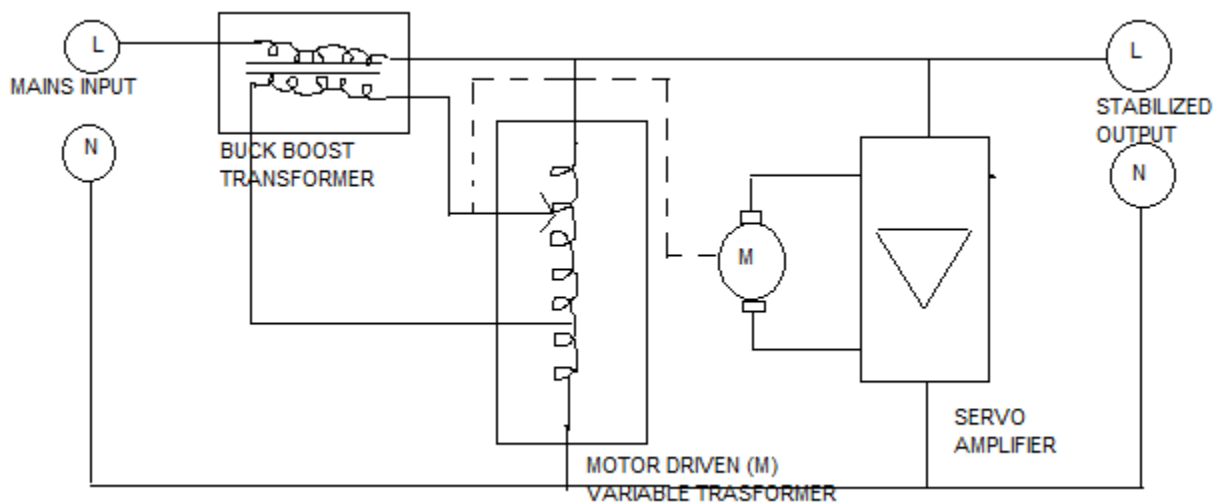 L
MAINS INPUT
N
BUCK BOOST
TRANSFORMER
L
STABILIZED
OUTPUT
N
M
SERVO
AMPLIFIER
MOTOR DRIVEN (M)
VARIABLE TRASFORMER